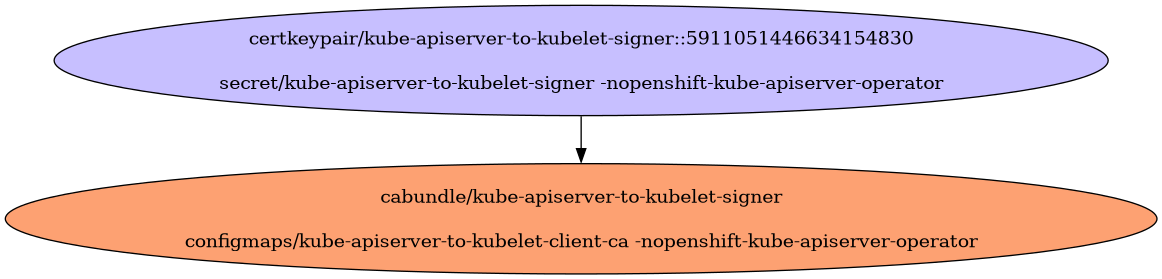 certkeypair/kube-apiserver-to-kubelet-signer::5911051446634154830
secret/kube-apiserver-to-kubelet-signer -nopenshift-kube-apiserver-operator
cabundle/kube-apiserver-to-kubelet-signer
configmaps/kube-apiserver-to-kubelet-client-ca -nopenshift-kube-apiserver-operator